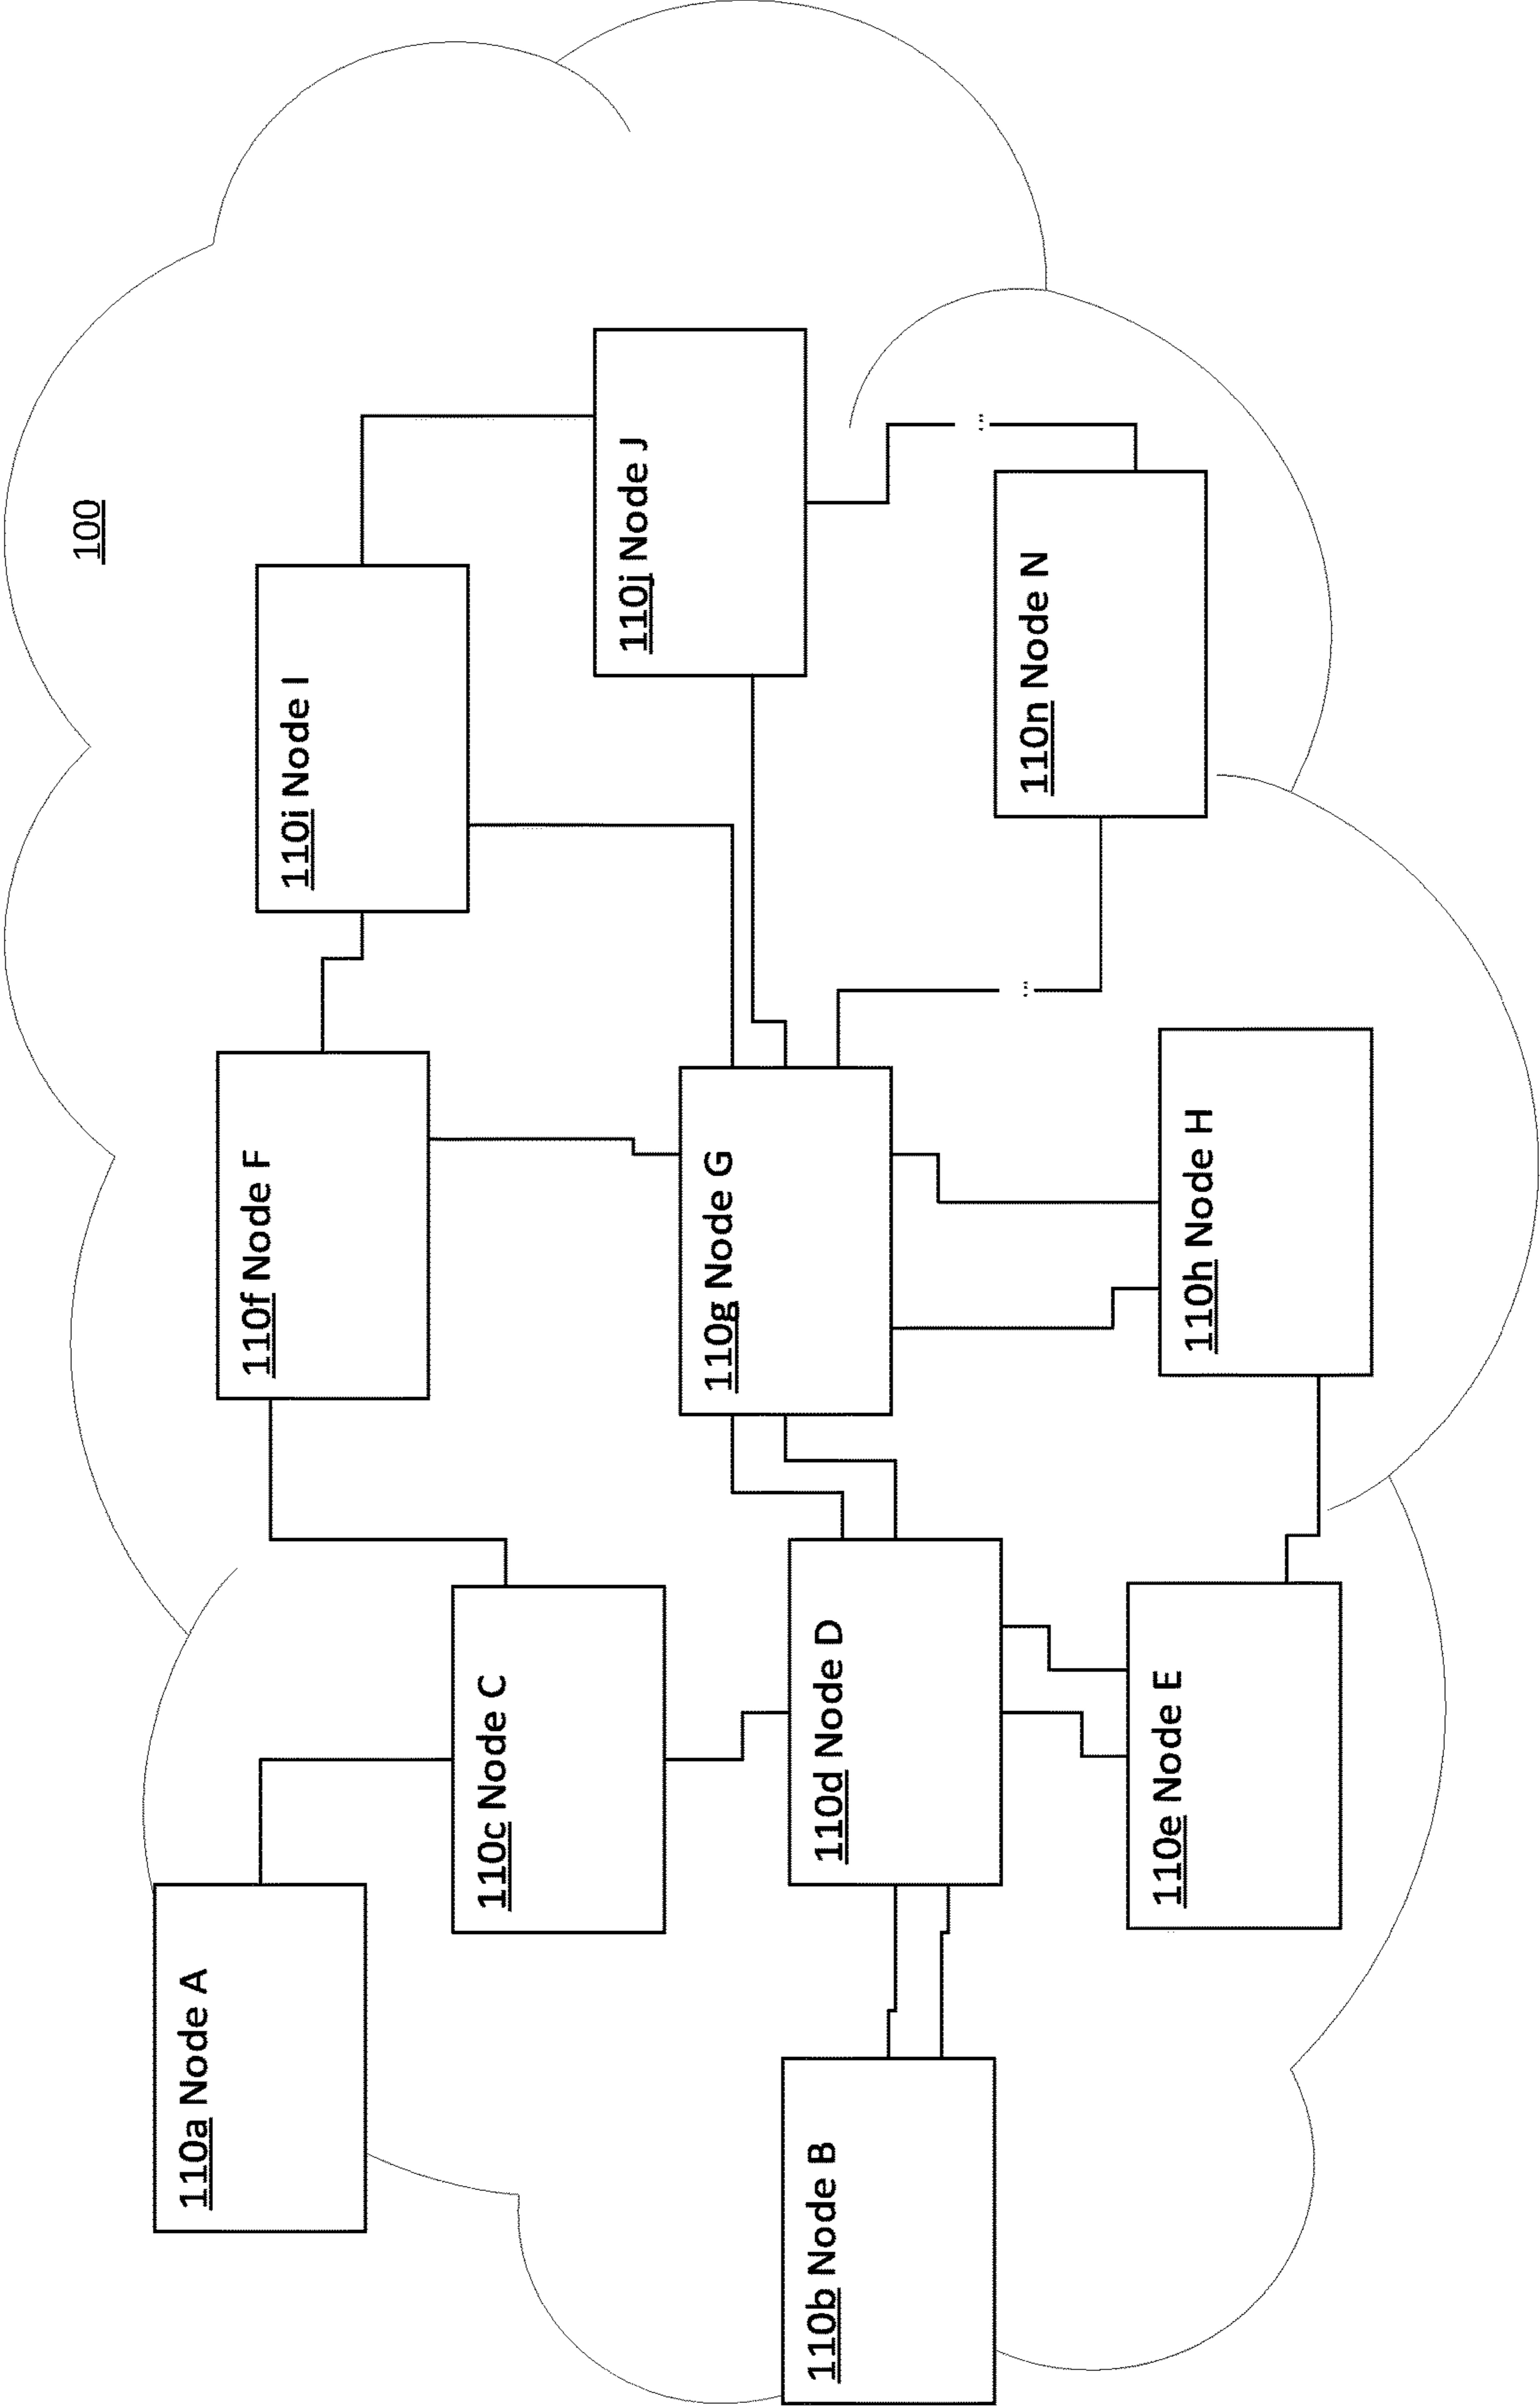 100
110a Node A
110f Node F
110i Node I
110c Node C
110j Node J
110g Node G
110b Node B
110d Node D
110n Node N
110e Node E
110h Node H
...
...